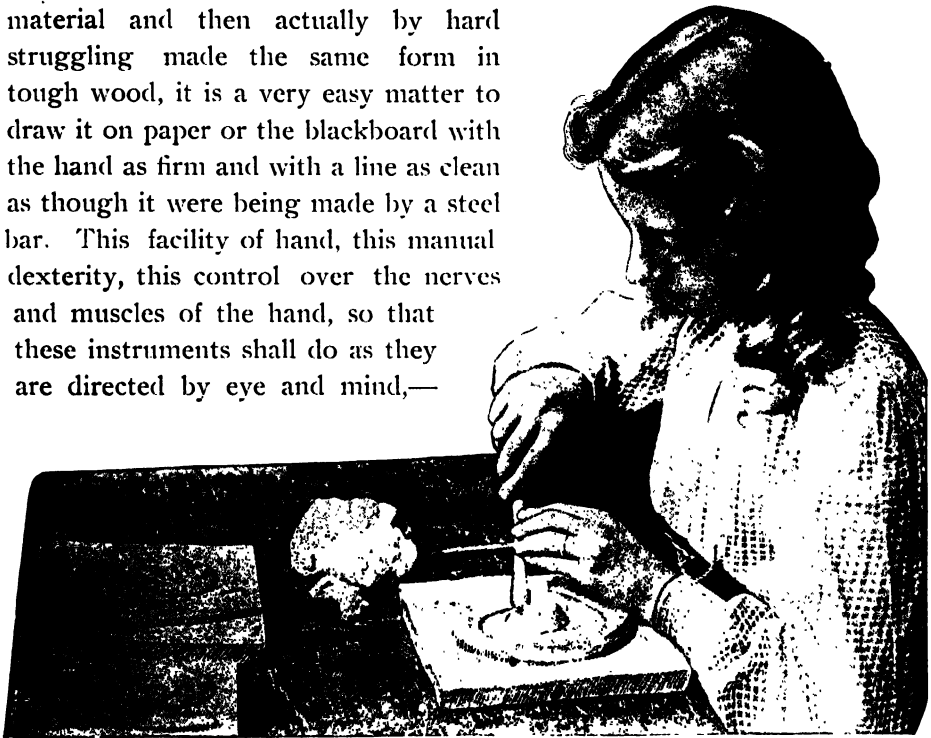 material and then actually by hard
struggling made the same form in
tough wood, it is a very easy matter to
draw it on paper or the blackboard with
the hand as firm and with a line as clean
as though it were being made by a steel
bar. This facility of hand, this manual
dexterity, this control over the nerves
and muscles of the hand, so that
these instruments shall do as they
are directed by eye and mind,—